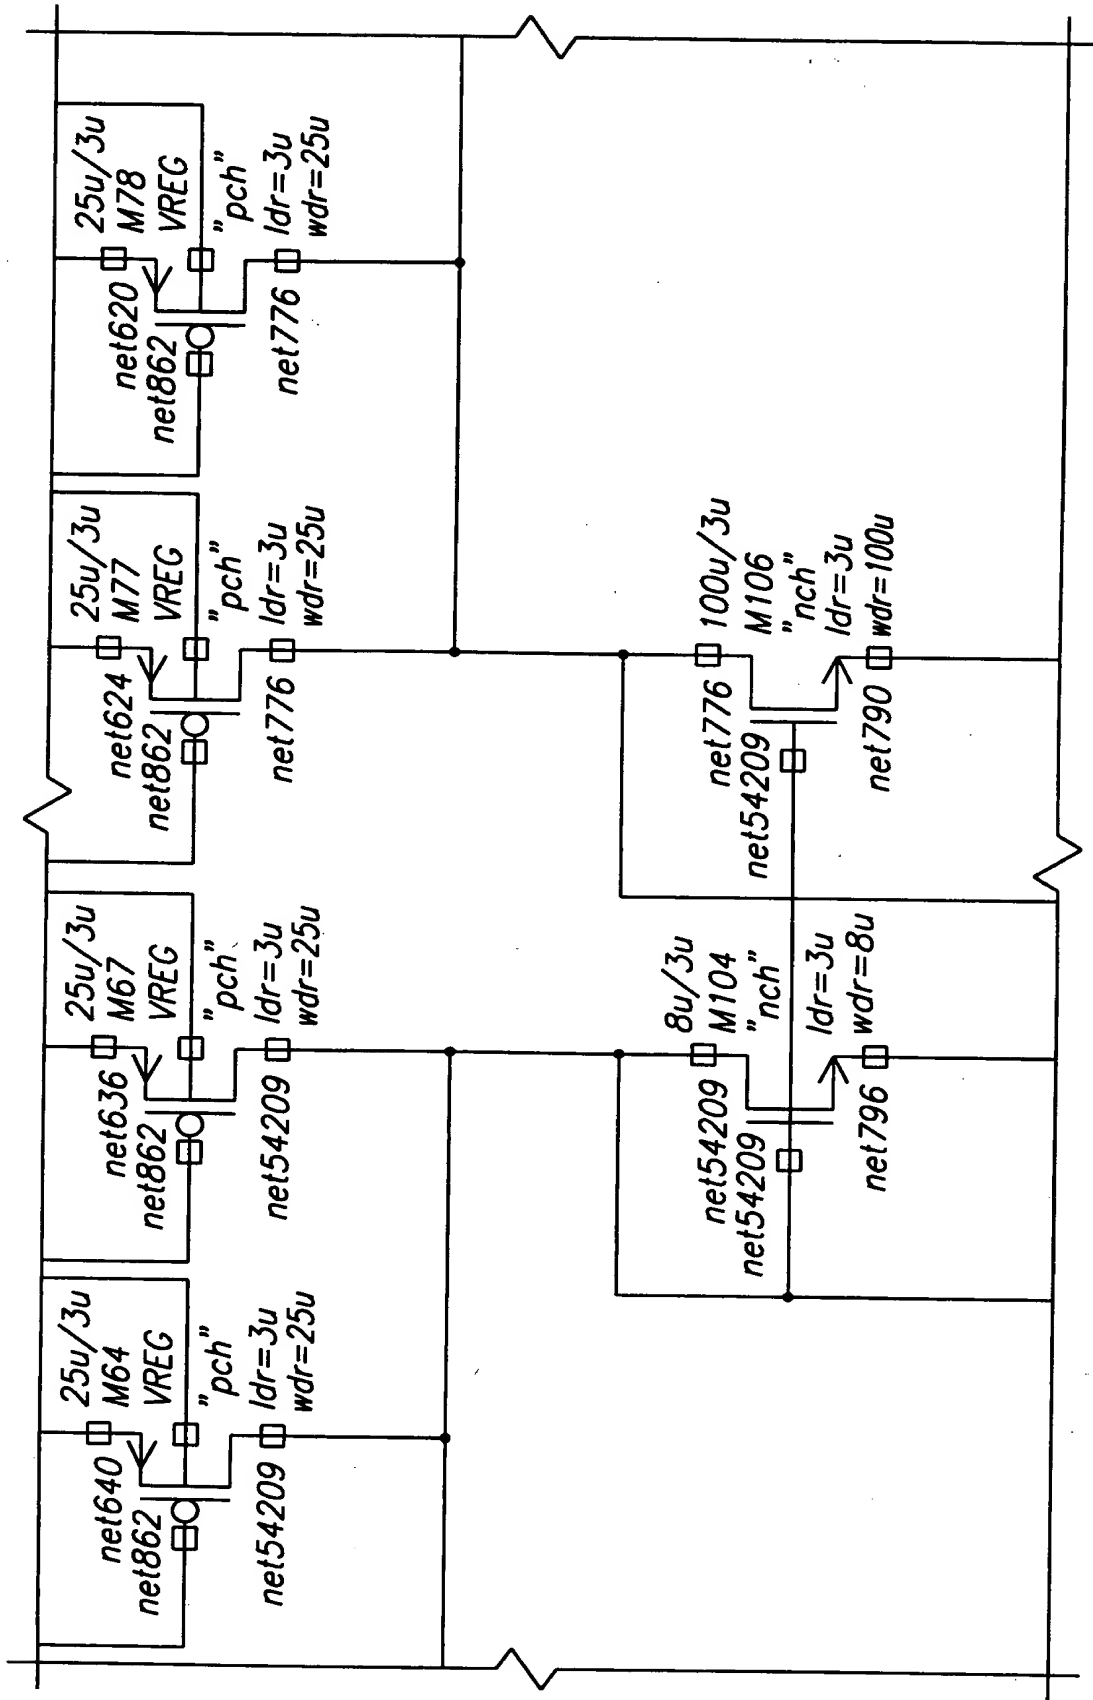 25u/3u
M64
VREG
"pch"
ldr=3u
wdr=25u
net640
net862
net54209
25u/3u
M67
VREG
"pch"
ldr=3u
wdr=25u
net636
net862
net54209
25u/3u
M77
VREG
"pch"
ldr=3u
wdr=25u
net624
net862
net776
25u/3u
M78
VREG
"pch"
ldr=3u
wdr=25u
net620
net862
net776
8u/3u
M104
"nch"
ldr=3u
wdr=8u
net54209
net54209
net796
100u/3u
M106
"nch"
ldr=3u
wdr=100u
net776
net54209
net790